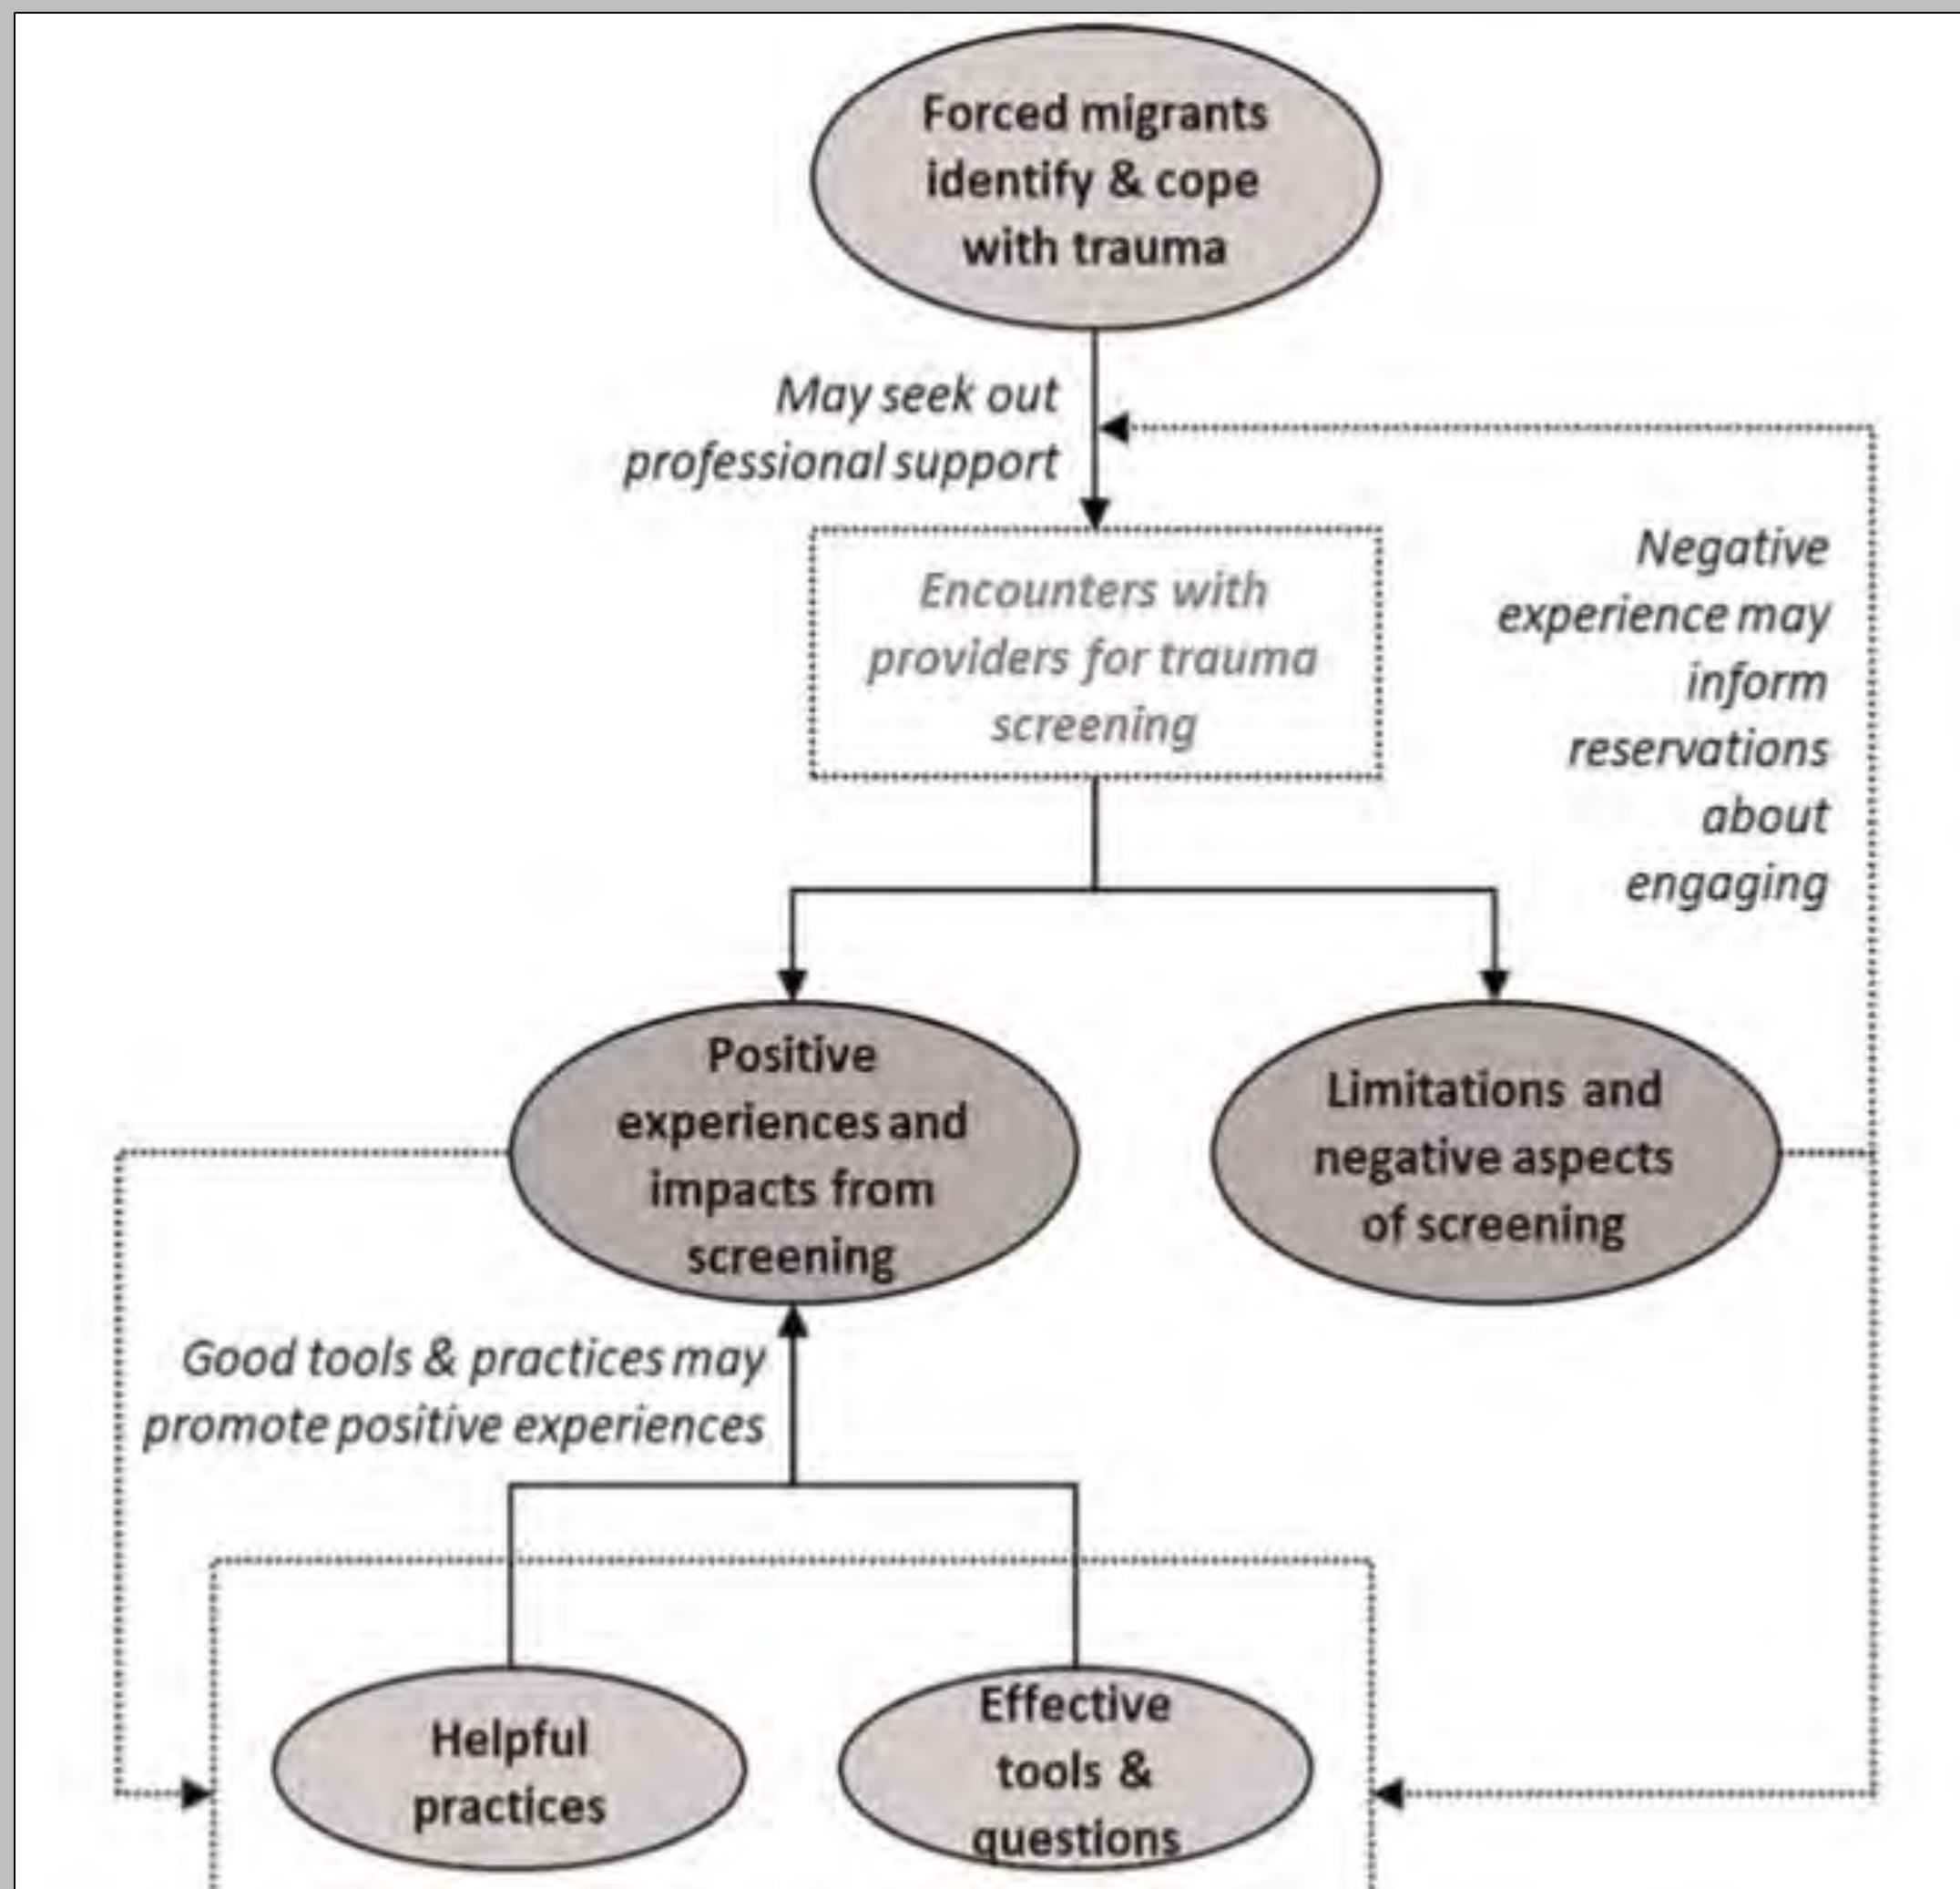 Forced migrants
identify & cope
with trauma
May seek out
professional support
Encounters with
providers for trauma
screening
Negative
experience may
inform
reservations
about
engaging
Positive
experiences and
impacts from
screening
Limitations and
negative aspects
of screening
Good tools & practices may
promote positive experiences
Helpful
practices
Effective
tools &
questions